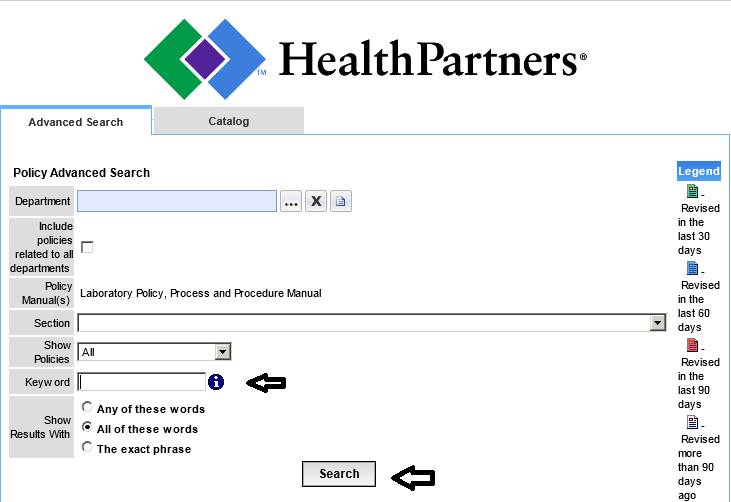 TM HealthPartners®
Advanced Search
Catalog
Policy Advanced Search
Department
... X
Include
policies
related to all
departments
Policy
Manual(s)
Laboratory Policy, Process and Procedure Manual
Section
Show
Policies
All
Keyword
i
Show
Results With
Any of these words
All of these words
The exact phrase
Search
Legend
-
Revised
in the
last 30
days
-
Revised
in the
last 60
days
-
Revised
in the
last 90
days
-
Revised
more
than 90
days
ago